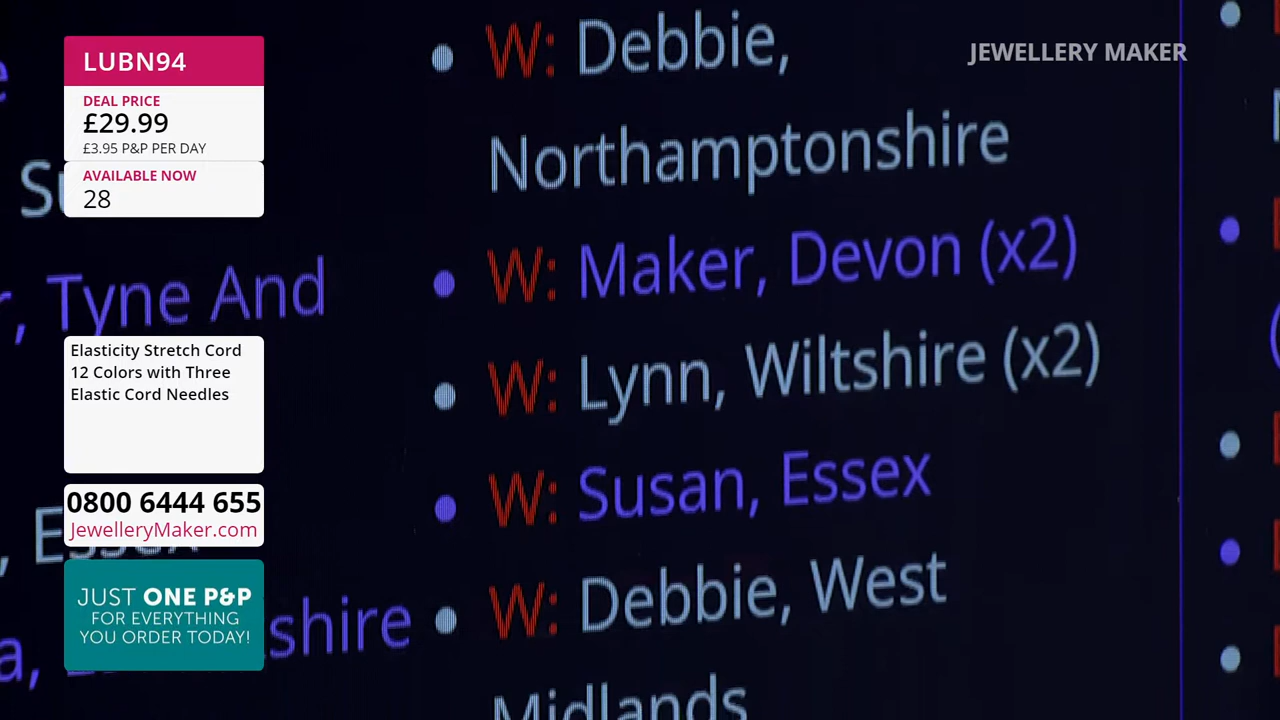 LUBN94
DEAL PRICE
£29.99
£3.95 P&P PER DAY
AVAILABLE NOW
28
Elasticity Stretch Cord
12 Colors with Three
Elastic Cord Needles
0800 6444 655
JewelleryMaker.com
JUST ONE P&P
FOR EVERYTHING
YOU ORDER TODAY!
JEWELLERY MAKER
Tyne And
Essex
W: Debbie,
Northamptonshire
W: Maker, Devon (x2)
W: Lynn, Wiltshire (x2)
W: Susan, Essex
W: Debbie, West
Midlands